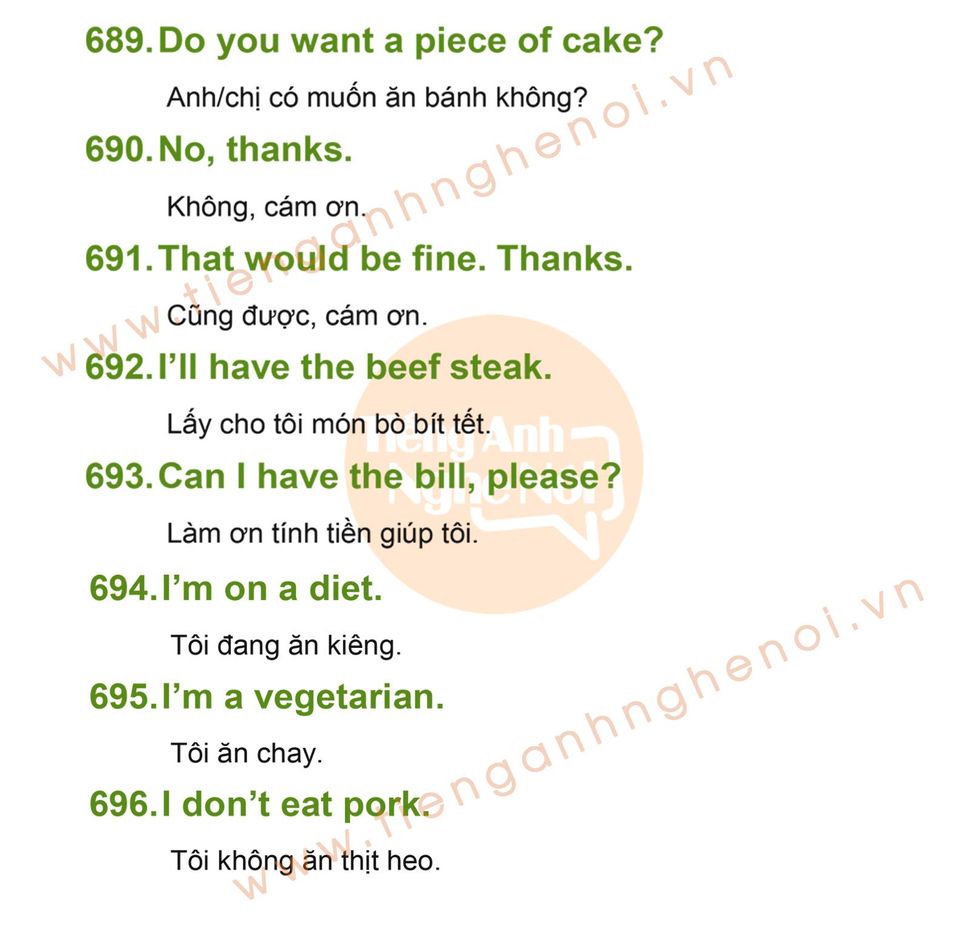 689. Do you want a piece of cake?
Anh/chị có muốn ăn bánh không?
690. No, thanks.
Không, cám ơn.
691. That would be fine. Thanks.
Cũng được, cám ơn.
692. I’ll have the beef steak.
Lấy cho tôi món bò bít tết.
693. Can I have the bill, please?
Làm ơn tính tiền giúp tôi.
694. I’m on a diet.
Tôi đang ăn kiêng.
695. I’m a vegetarian.
Tôi ăn chay.
696. I don’t eat pork.
Tôi không ăn thịt heo.
www.tienganhnghenoi.vn
Tiếng Anh
Nghe Nói
www.tienganhnghenoi.vn